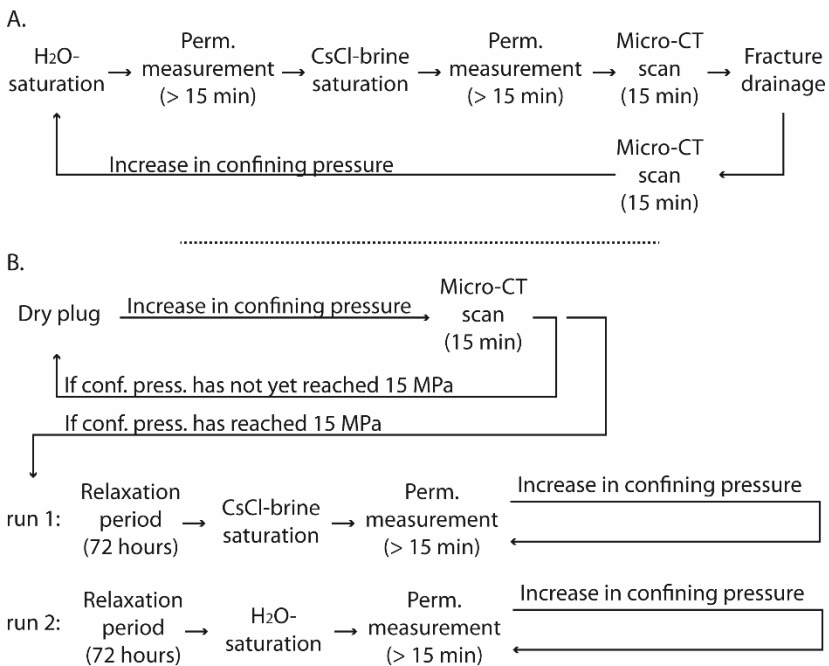 A.
H2O-
saturation
Perm.
measurement
(> 15 min)
CsCl-brine
saturation
Perm.
measurement
(> 15 min)
Micro-CT
scan
(15 min)
Fracture
drainage
Increase in confining pressure
Micro-CT
scan
(15 min)
B.
Dry plug
Increase in confining pressure
Micro-CT
scan
(15 min)
If conf. press. has not yet reached 15 MPa
If conf. press. has reached 15 MPa
run 1:
Relaxation
period
(72 hours)
CsCl-brine
saturation
Perm.
measurement
(> 15 min)
Increase in confining pressure
run 2:
Relaxation
period
(72 hours)
H2O-
saturation
Perm.
measurement
(> 15 min)
Increase in confining pressure